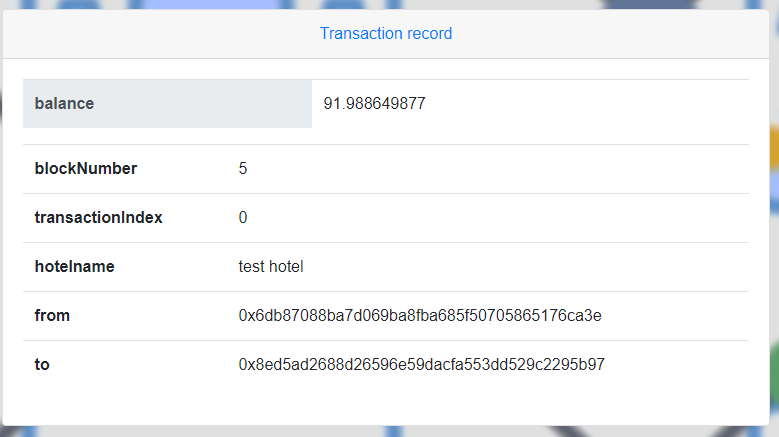 Transaction record
balance 91.988649877
blockNumber 5
transactionIndex 0
hotelname test hotel
from 0x6db87088ba7d069ba8fba685f50705865176ca3e
to 0x8ed5ad2688d26596e59dacfa553dd529c2295b97